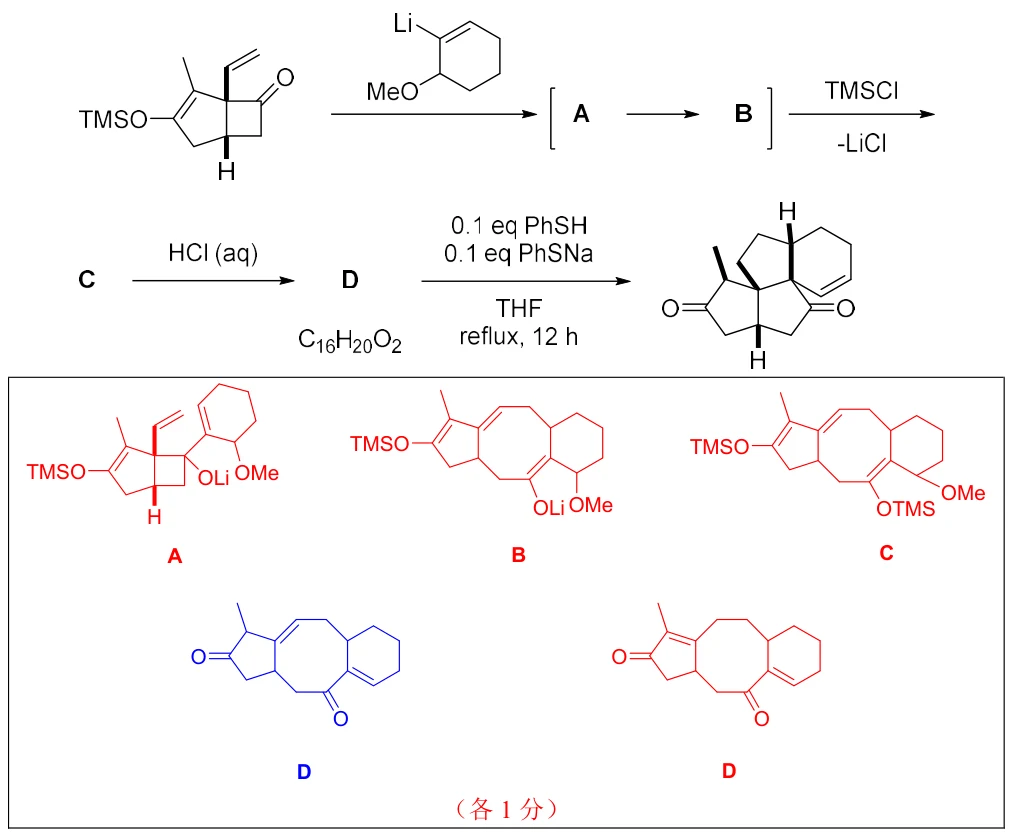 Li
O
TMSO
H
MeO
A
B
TMSCl
-LiCl
C
HCl (aq)
D
C₁₆H₂₀O₂
0.1 eq PhSH
0.1 eq PhSNa
THF
reflux, 12 h
H
O
O
H
TMSO
OLi
OMe
H
A
TMSO
OLi
OMe
B
TMSO
OTMS
OMe
C
O
O
D
O
O
D
（各 1 分）